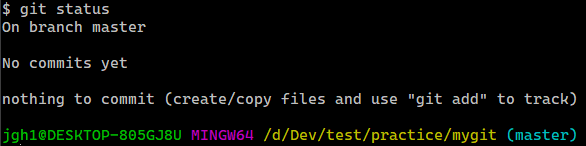 $ git status
On branch master
No commits yet
nothing to commit (create/copy files and use "git add" to track)
jgh10@DESKTOP-805GJ8U MINGW64 /d/Dev/test/practice/mygit (master)